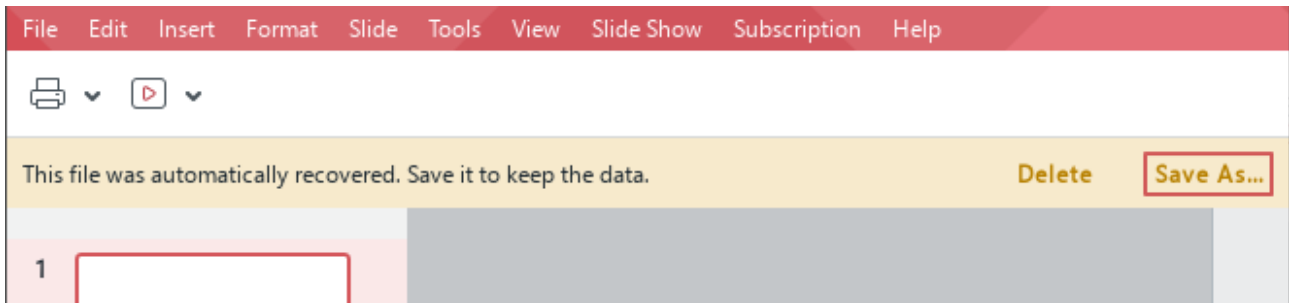 File Edit Insert Format Slide Tools View Slide Show Subscription Help
This file was automatically recovered. Save it to keep the data. Delete Save As...
1